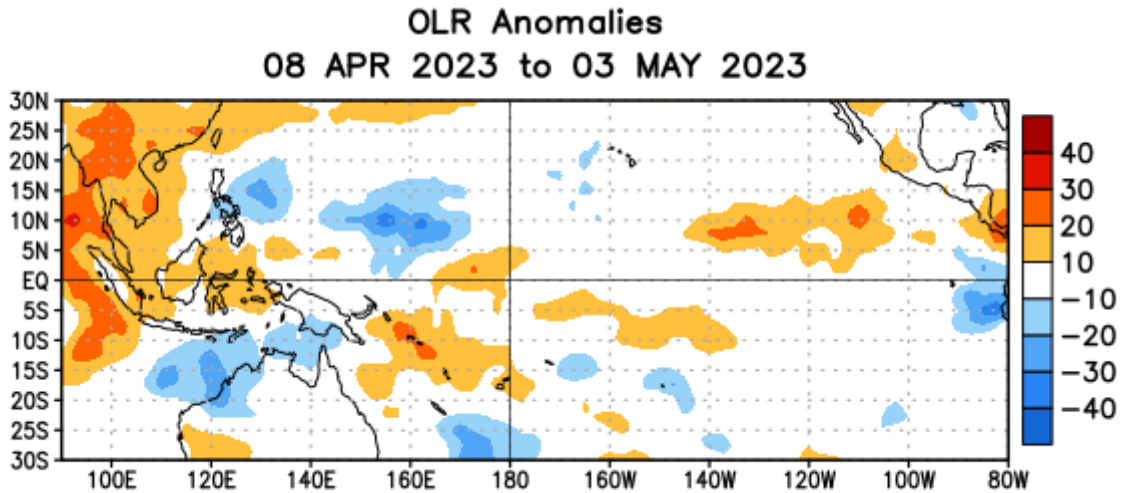 OLR Anomalies
08 APR 2023 to 03 MAY 2023
30N
25N
20N
15N
10N
5N
EQ
5S
10S
15S
20S
25S
30S
100E 120E 140E 160E 180 160W 140W 120W 100W 80W
40
30
20
10
-10
-20
-30
-40